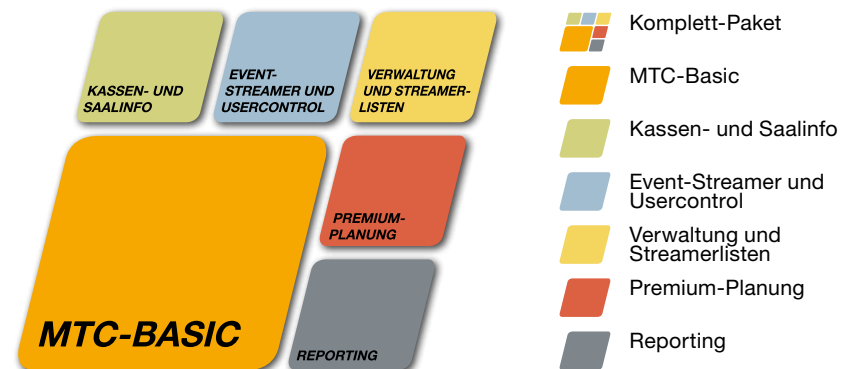 KASSEN- UND
SAALINFO
EVENT-
STREAMER UND
USERCONTROL
VERWALTUNG
UND STREAMER-
LISTEN
PREMIUM-
PLANUNG
MTC-BASIC
REPORTING
Komplett-Paket
MTC-Basic
Kassen- und Saalinfo
Event-Streamer und
Usercontrol
Verwaltung und
Streamerlisten
Premium-Planung
Reporting